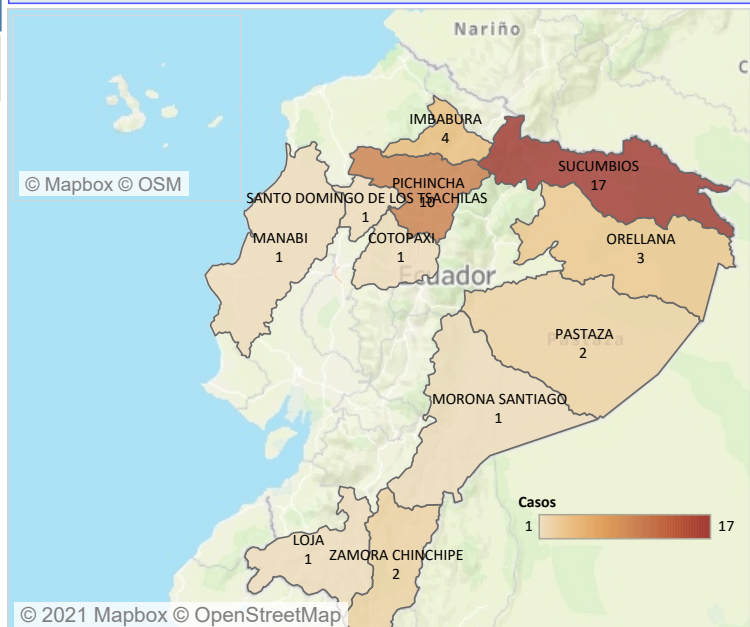 Nariño
C
IMBABURA
4
SUCUMBIOS
17
© Mapbox © OSM
PICHINCHA
10
SANTO DOMINGO DE LOS TSACHILAS
1
MANABI
1
COTOPAXI
1
ORELLANA
3
Ecuador
PASTAZA
2
Pastaza
MORONA SANTIAGO
1
Casos
1
17
LOJA
1
ZAMORA CHINCHIPE
2
© 2021 Mapbox © OpenStreetMap